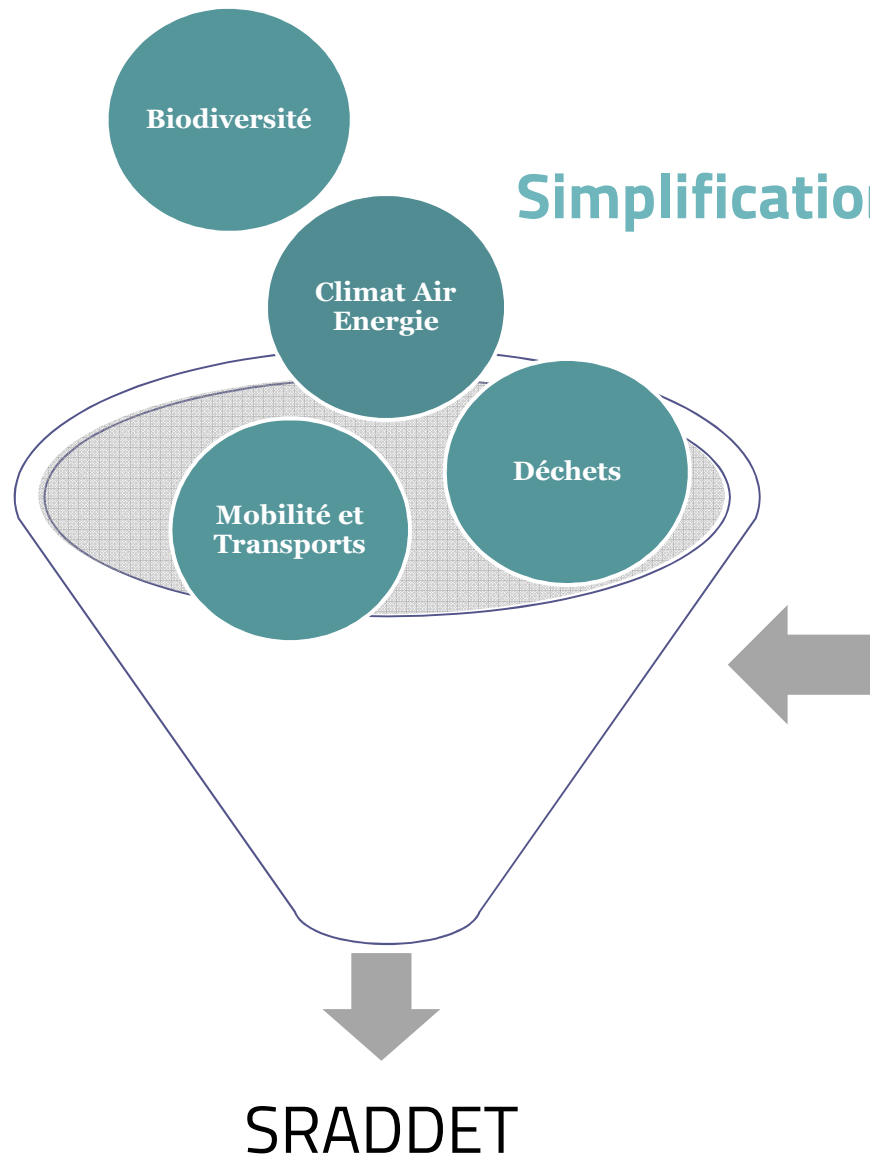 Biodiversité
Simplification
Climat Air
Energie
Déchets
Mobilité et
Transports
SRADDET